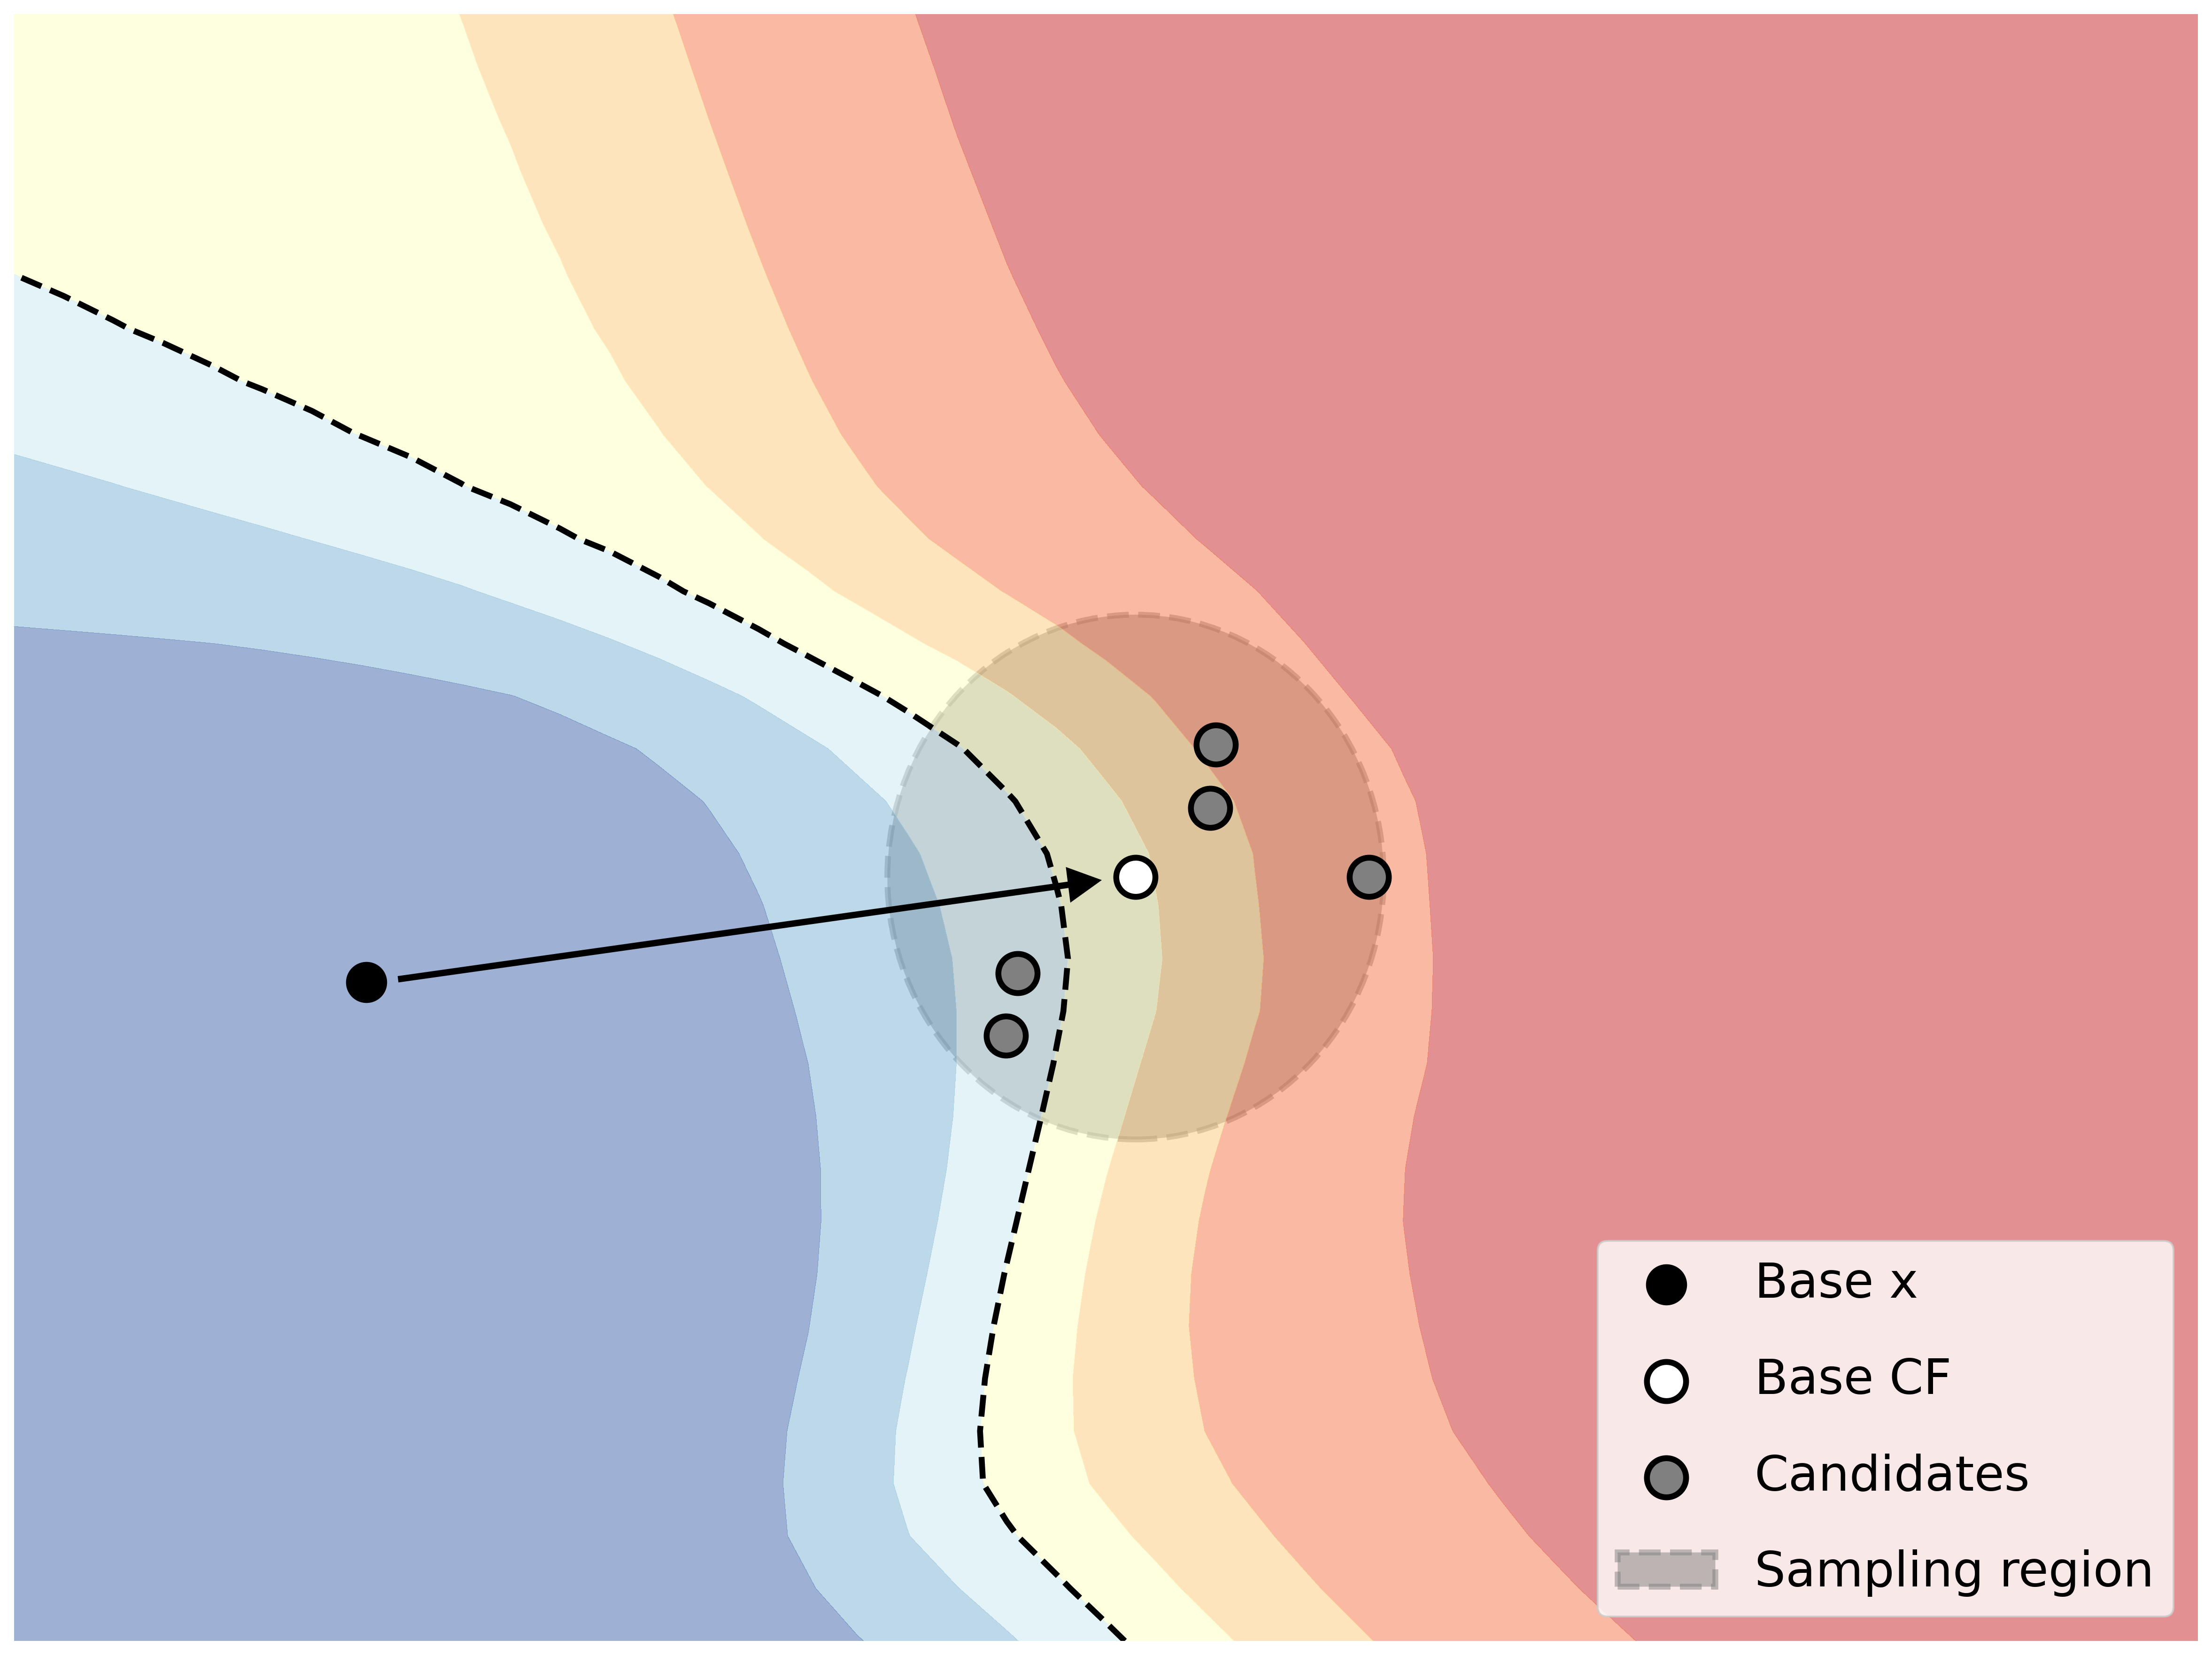 Base x
Base CF
Candidates
Sampling region